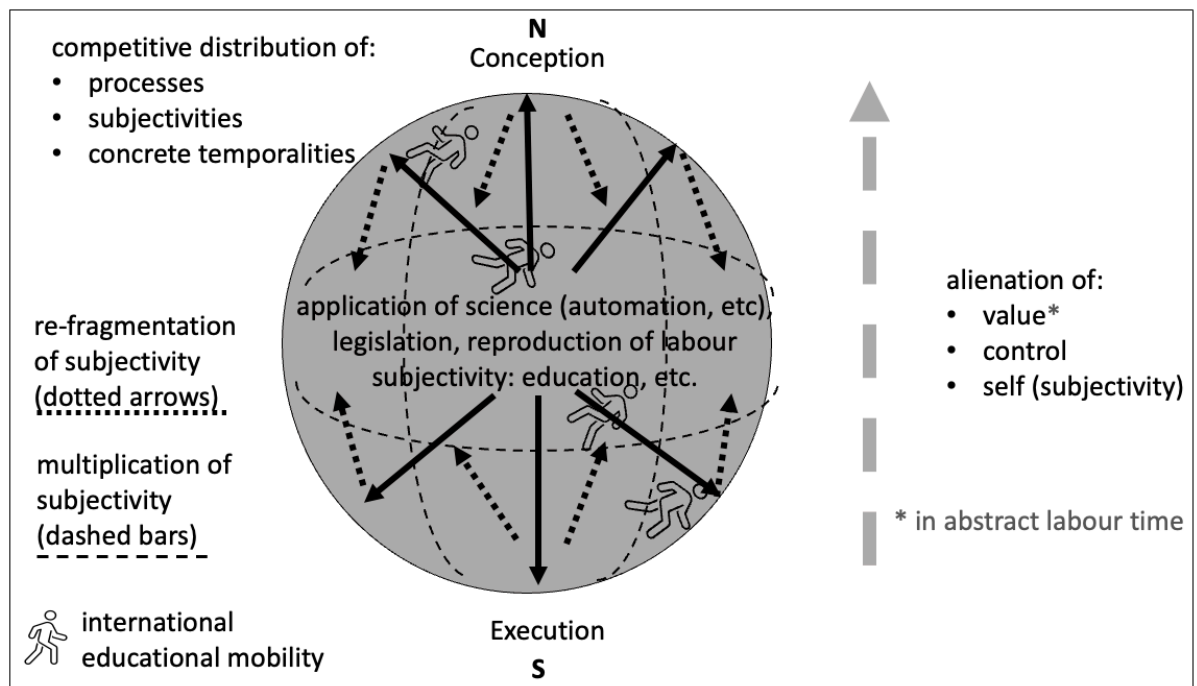 N
Conception
competitive distribution of:
• processes
• subjectivities
• concrete temporalities
application of science (automation, etc),
legislation, reproduction of labour
subjectivity: education, etc.
re-fragmentation
of subjectivity
(dotted arrows)
multiplication of
subjectivity
(dashed bars)
international
educational mobility
Execution
S
alienation of:
• value*
• control
• self (subjectivity)
* in abstract labour time